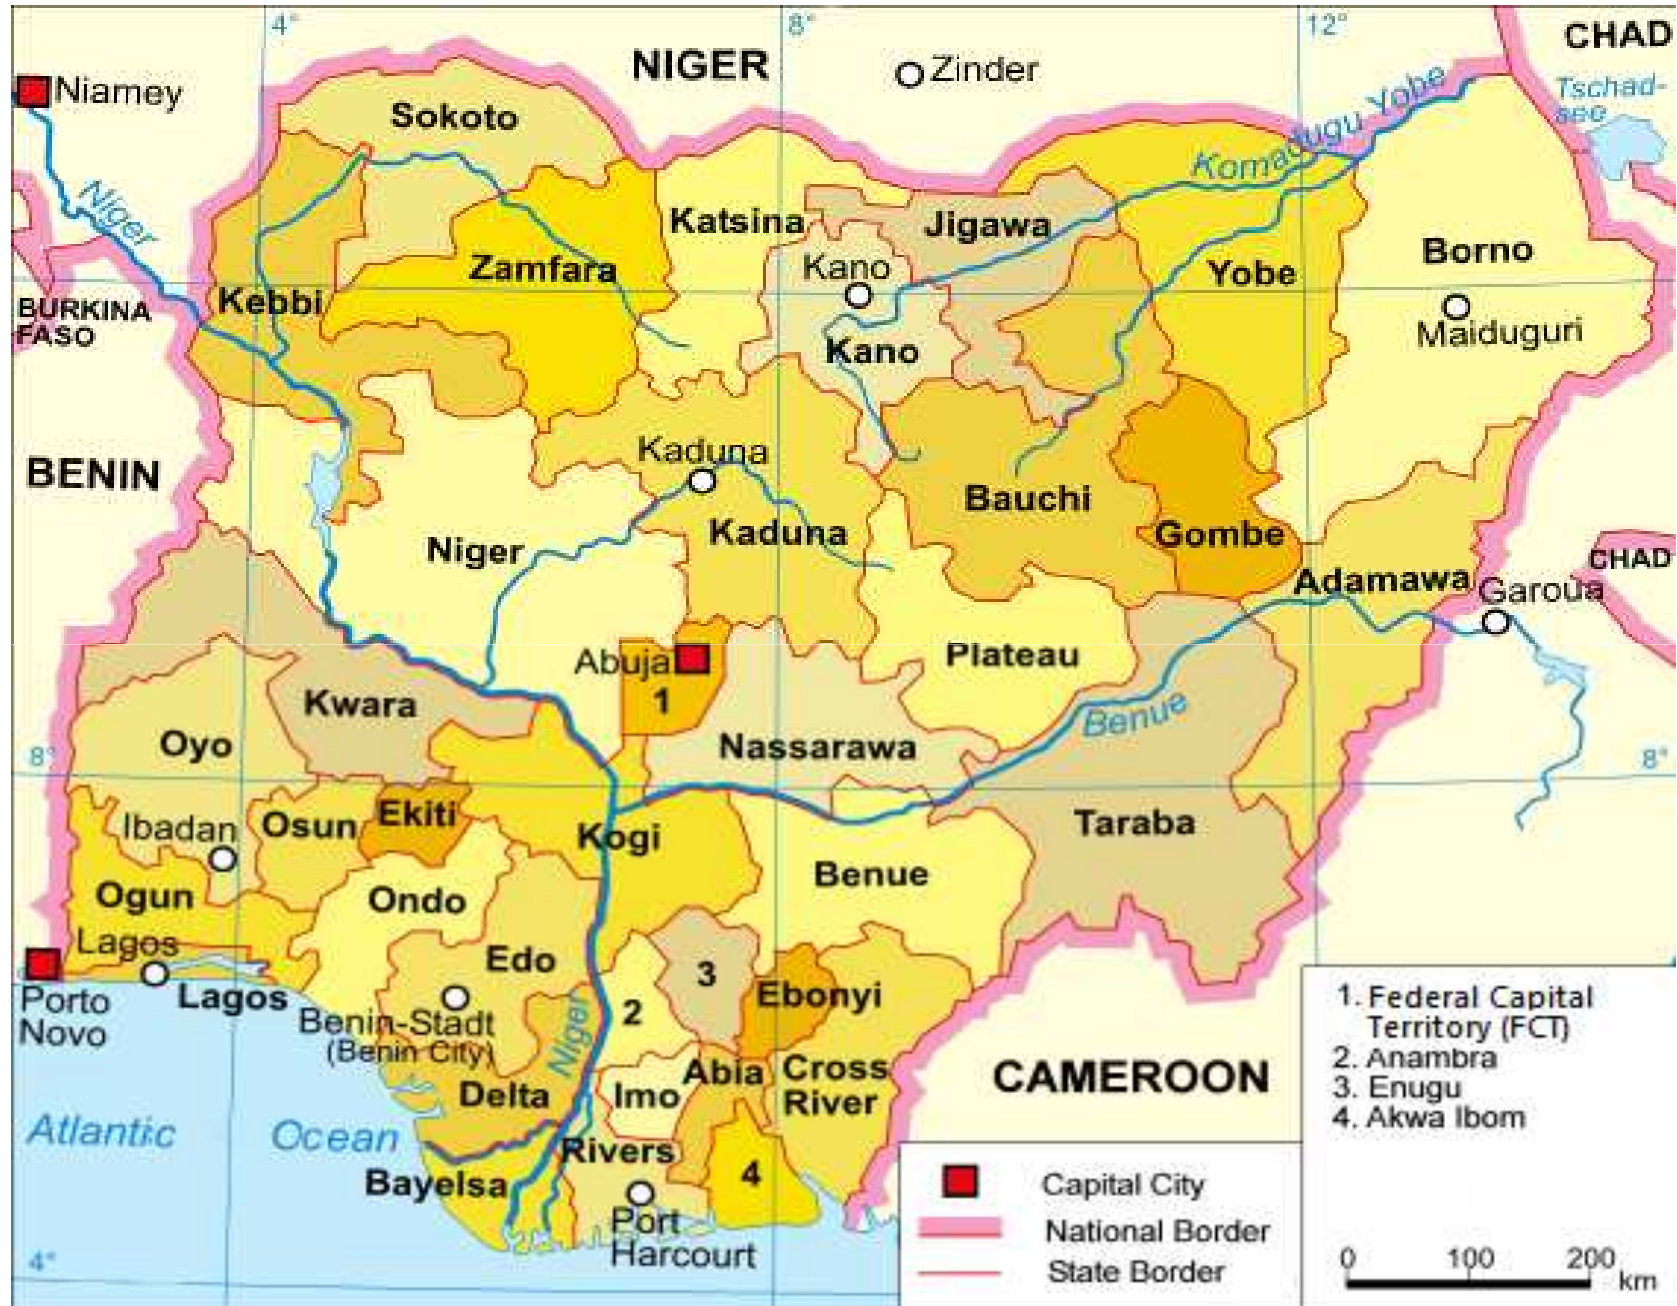 4°
8°
12°
CHAD
NIGER
Zinder
Niamey
Tschad-
see
Sokoto
Komadugu Yobe
Niger
Katsina
Jigawa
Borno
Zamfara
Kano
Yobe
Kebbi
BURKINA
FASO
Maiduguri
Kano
Kaduna
BENIN
Bauchi
Niger
Kaduna
Gombe
CHAD
Adamawa
Garoua
Abuja
1
Plateau
Kwara
Benue
Oyo
Nassarawa
8°
8°
Ibadan
Osun
Ekiti
Kogi
Taraba
Benue
Ogun
Ondo
Lagos
Edo
3
Ebonyi
Lagos
2
Porto
Novo
Benin-Stadt
(Benin City)
Niger
Abia
Cross
River
Delta
Imo
CAMEROON
Atlantic Ocean
Rivers
Bayelsa
4
Port
Harcourt
4°
1. Federal Capital
Territory (FCT)
2. Anambra
3. Enugu
4. Akwa Ibom
Capital City
National Border
State Border
0 100 200
km